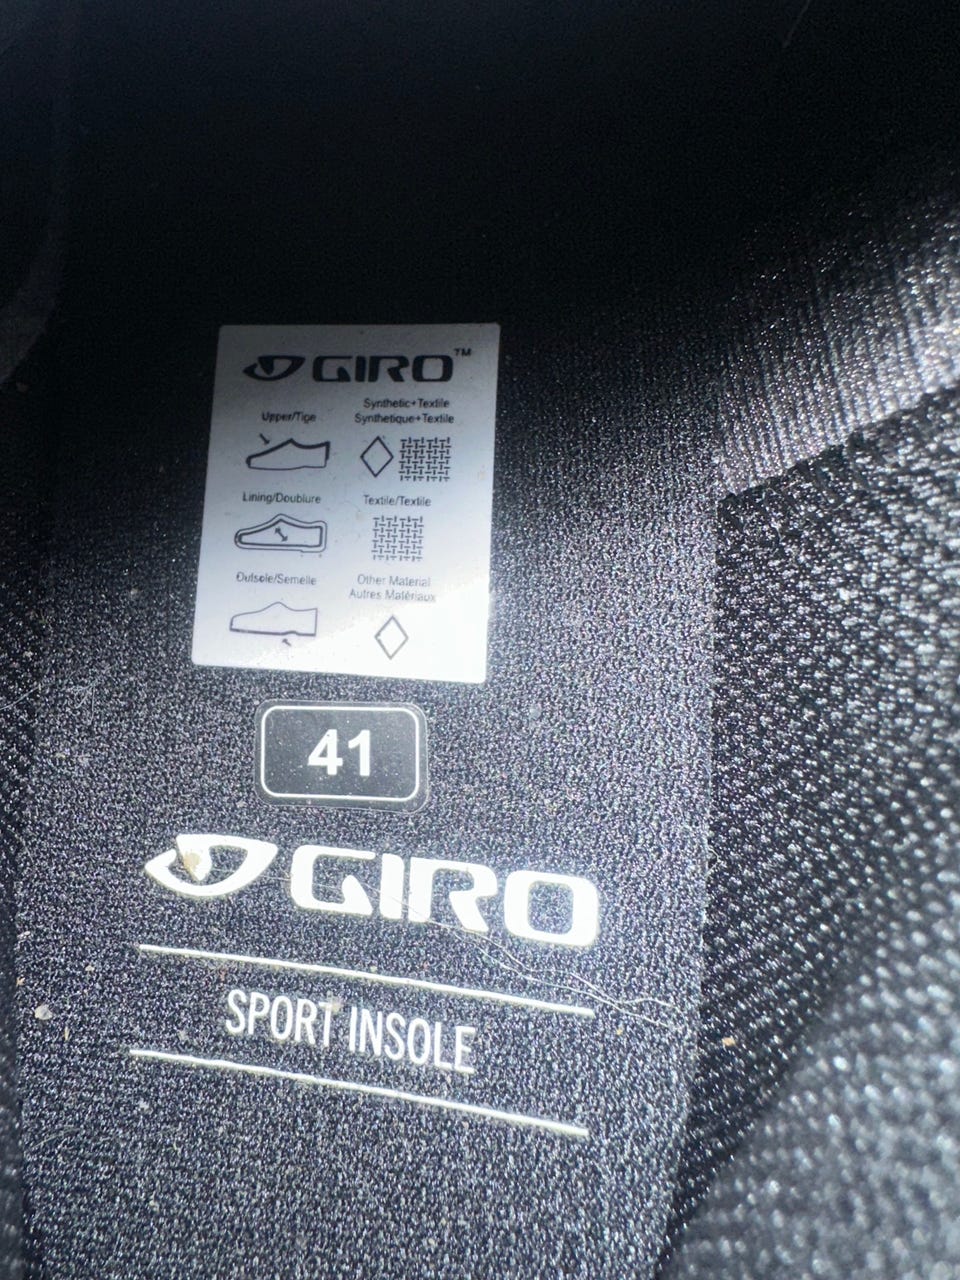 GIRO™
Upper/Tige
Synthetic+Textile
Synthetique+Textile
Lining/Doublure
Textile/Textile
Outsole/Semelle
Other Material
Autres Matériaux
41
GIRO
SPORT INSOLE